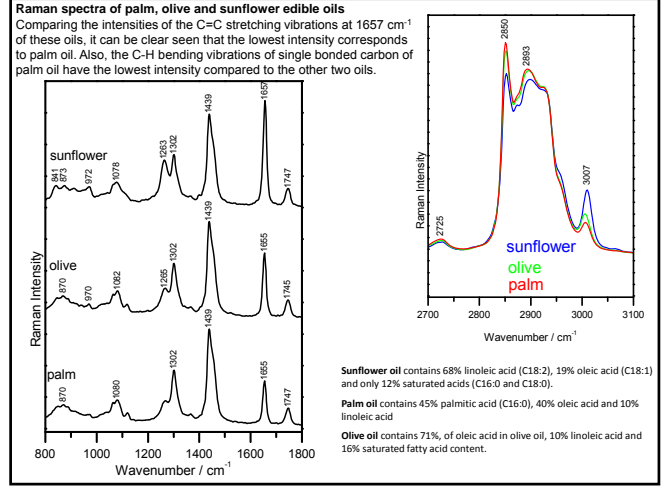 Raman spectra of palm, olive and sunflower edible oils
Comparing the intensities of the C=C stretching vibrations at 1657 cm-1
of these oils, it can be clear seen that the lowest intensity corresponds
to palm oil. Also, the C-H bending vibrations of single bonded carbon of
palm oil have the lowest intensity compared to the other two oils.
sunflower
841
873
972
1078
1263
1302
1439
1657
1747
olive
870
970
1082
1265
1302
1439
1655
1745
palm
870
1080
1302
1439
1655
1747
Raman Intensity
800 1000 1200 1400 1600 1800
Wavenumber / cm-1
2725
2850
2893
3007
Raman Intensity
sunflower
olive
palm
2700 2800 2900 3000 3100
Wavenumber / cm-1
Sunflower oil contains 68% linoleic acid (C18:2), 19% oleic acid (C18:1)
and only 12% saturated acids (C16:0 and C18:0).
Palm oil contains 45% palmitic acid (C16:0), 40% oleic acid and 10%
linoleic acid
Olive oil contains 71%, of oleic acid in olive oil, 10% linoleic acid and
16% saturated fatty acid content.